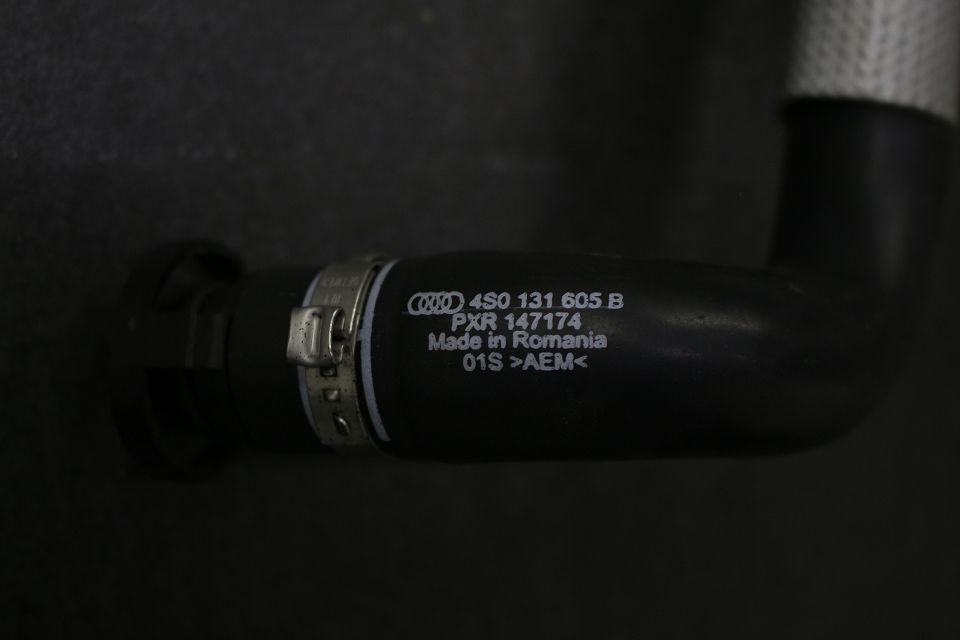 4S0 131 605 B
PXR 147174
Made in Romania
01S >AEM<